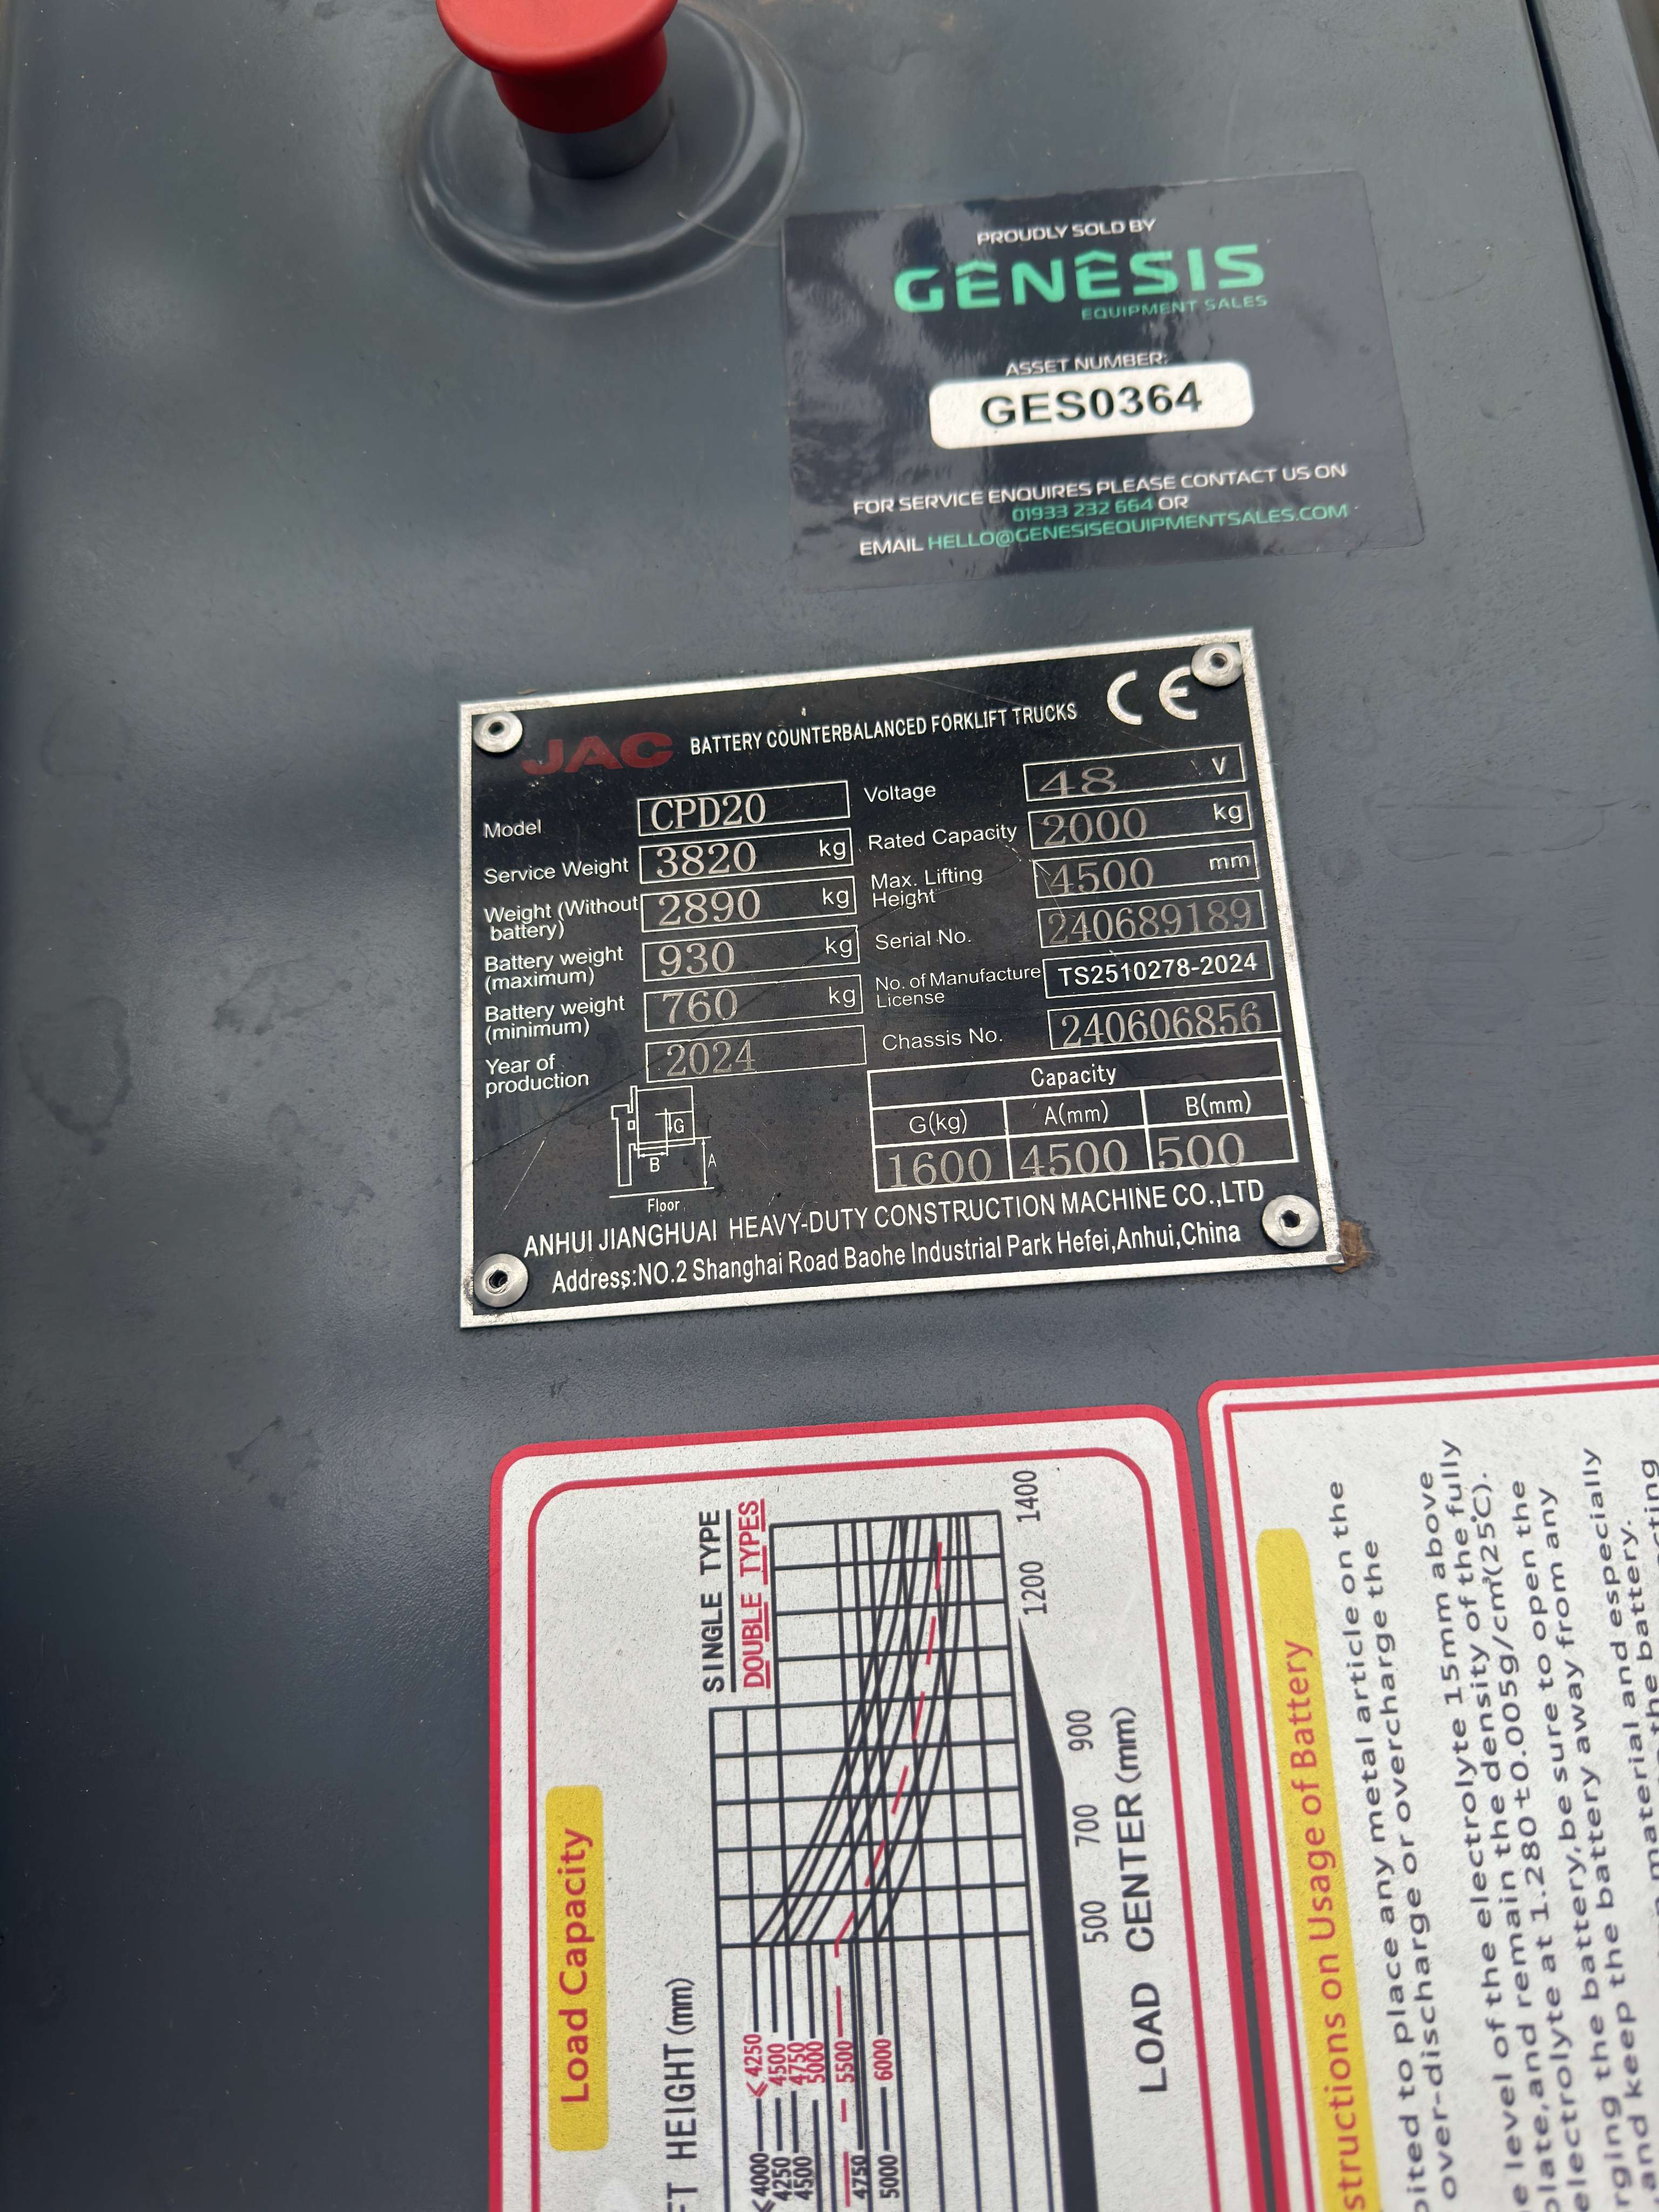 PROUDLY SOLD BY
GENESIS
EQUIPMENT SALES
ASSET NUMBER:
GES0364
FOR SERVICE ENQUIRES PLEASE CONTACT US ON
01933 232 664 OR
EMAIL HELLO@GENESISEQUIPMENTSALES.COM
JAC BATTERY COUNTERBALANCED FORKLIFT TRUCKS CE
Model CPD20
Service Weight 3820 kg
Weight (Without battery) 2890 kg
Battery weight (maximum) 930 kg
Battery weight (minimum) 760 kg
Year of production 2024
Voltage 48 V
Rated Capacity 2000 kg
Max. Lifting Height 4500 mm
Serial No. 240689189
No. of Manufacture License TS2510278-2024
Chassis No. 240606856
Capacity
G(kg) A(mm) B(mm)
1600 4500 500
G
B
A
Floor
ANHUI JIANGHUAI HEAVY-DUTY CONSTRUCTION MACHINE CO.,LTD
Address:NO.2 Shanghai Road Baohe Industrial Park Hefei,Anhui,China
Load Capacity
HEIGHT(mm)
SINGLE TYPE
DOUBLE TYPES
≤4000 ≤4250
4250 4500
4500 4750
5000
5500
4750
5000 6000
500 700 900 1200 1400
LOAD CENTER(mm)
on Usage of Battery
to place any metal article on the
over-discharge or overcharge the
level of the electrolyte 15mm above
and remain the density of the fully
electrolyte at 1.280±0.005g/cm³(25℃).
the battery,be sure to open the
and keep the battery away from any
material and especially
the battery.